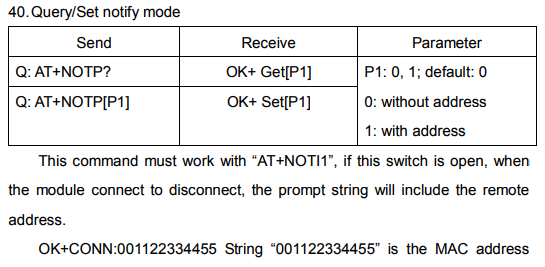 40. Query/Set notify mode
Send Receive Parameter
Q: AT+NOTP? OK+ Get[P1] P1: 0, 1; default: 0
Q: AT+NOTP[P1] OK+ Set[P1] 0: without address
1: with address
This command must work with “AT+NOTI1”, if this switch is open, when
the module connect to disconnect, the prompt string will include the remote
address.
OK+CONN:001122334455 String “001122334455” is the MAC address